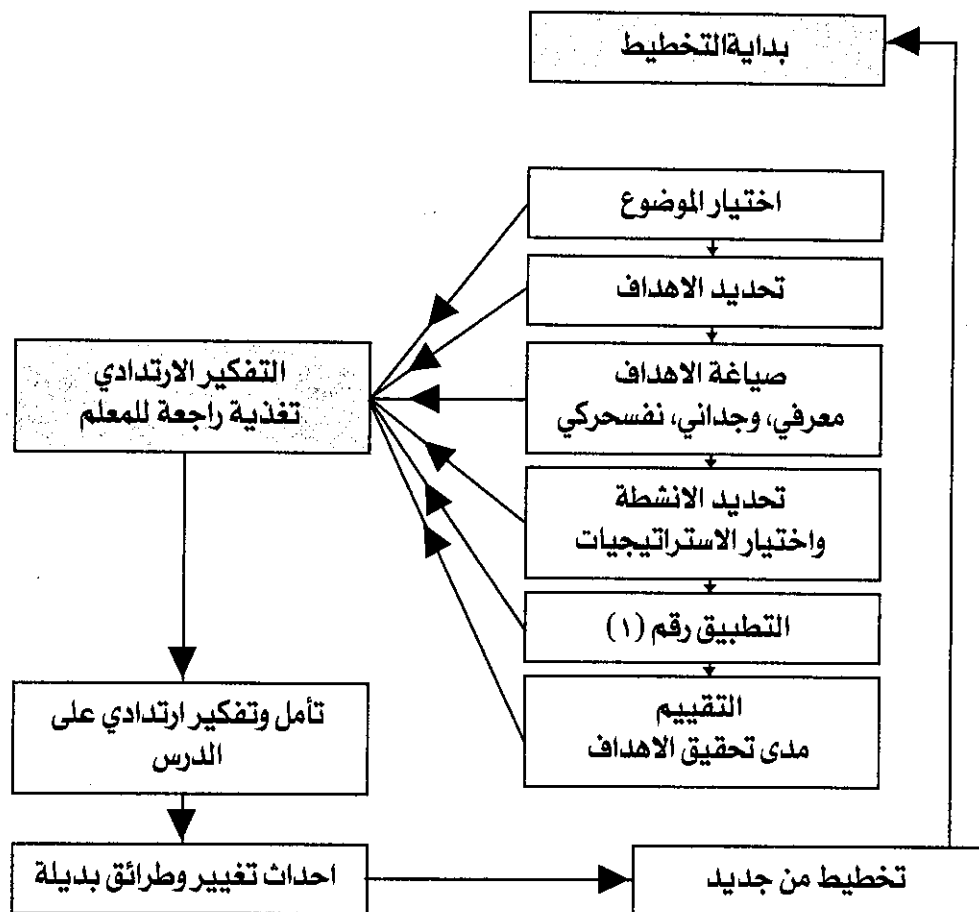 بداية التخطيط
اختيار الموضوع
تحديد الاهداف
صياغة الاهداف
معرفي، وجداني، نفسحركي
تحديد الانشطة
واختيار الاستراتيجيات
التطبيق رقم (١)
التقييم
مدى تحقيق الاهداف
التفكير الارتدادي
تغذية راجعة للمعلم
تأمل وتفكير ارتدادي على
الدرس
احداث تغيير وطرائق بديلة
تخطيط من جديد